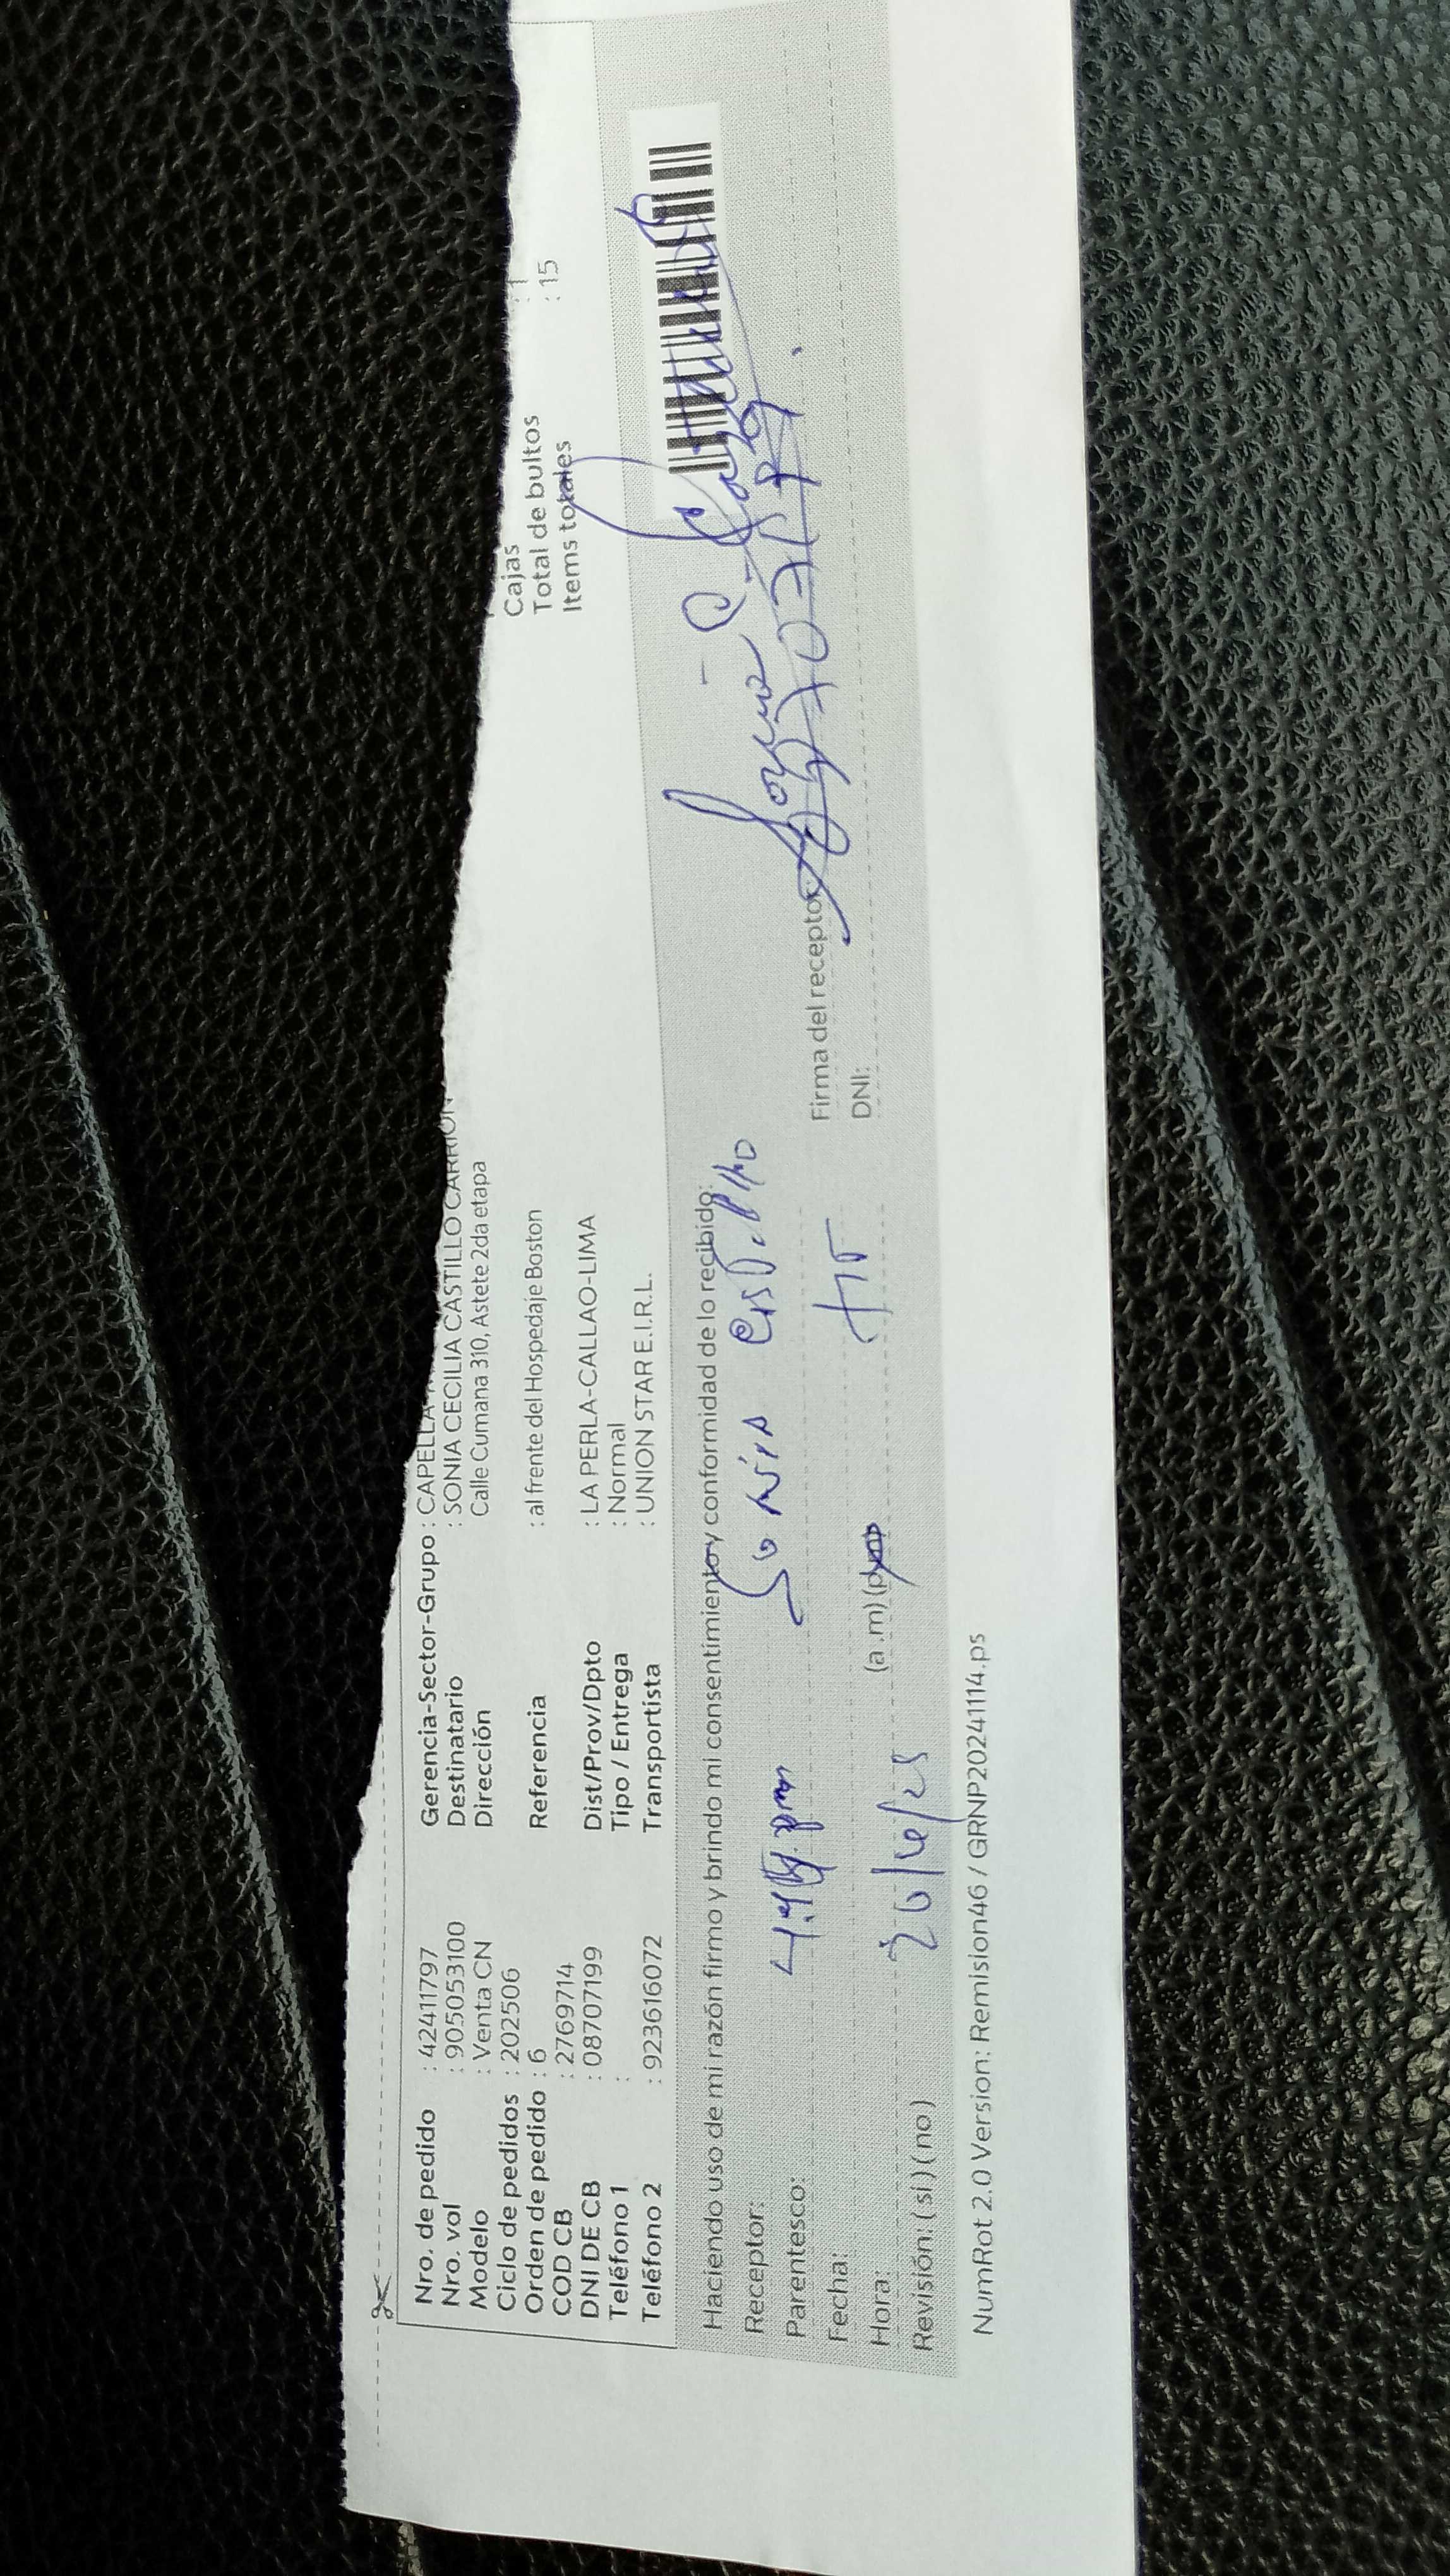 Nro. de pedido : 42411797
Nro. vol : 905053100
Modelo : Venta CN
Ciclo de pedidos : 202506
Orden de pedido : 6
COD CB : 2769714
DNI DE CB : 08707199
Teléfono 1 :
Teléfono 2 : 923616072
Gerencia-Sector-Grupo : CAPELLA
Destinatario : SONIA CECILIA CASTILLO CARRION
Dirección Calle Cumana 310, Astete 2da etapa
Referencia : al frente del Hospedaje Boston
Dist/Prov/Dpto : LA PERLA-CALLAO-LIMA
Tipo / Entrega : Normal
Transportista : UNION STAR E.I.R.L.
Cajas
Total de bultos : 1
Items totales : 15
Haciendo uso de mi razón firmo y brindo mi consentimiento y conformidad de lo recibido:
Receptor: Sonia Castillo
Parentesco:
Fecha:
Hora: (a.m) (p.m)
Revisión: ( si ) ( no )
Firma del receptor:
DNI:
NumRot 2.0 Version: Remision46 / GRNP20241114.ps